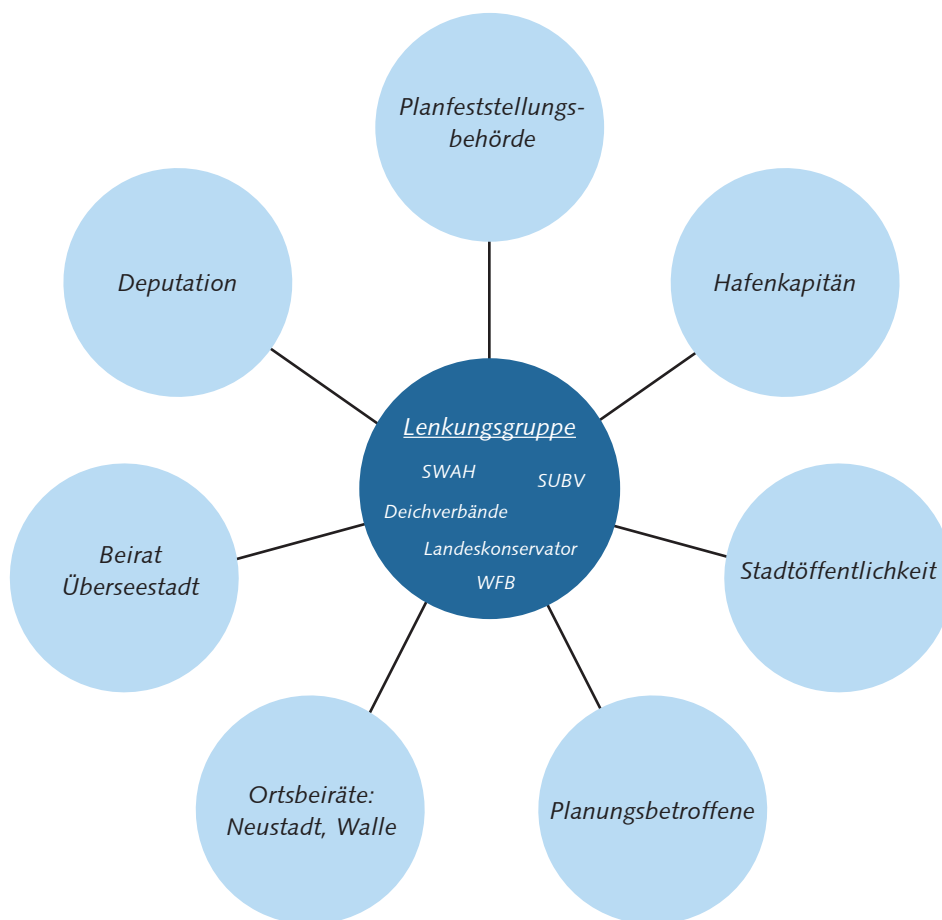 Planfeststellungs-
behörde
Deputation
Hafenkapitän
Lenkungsgruppe
SWAH
SUBV
Deichverbände
Landeskonservator
WFB
Beirat
Überseestadt
Stadtöffentlichkeit
Ortsbeiräte:
Neustadt, Walle
Planungsbetroffene